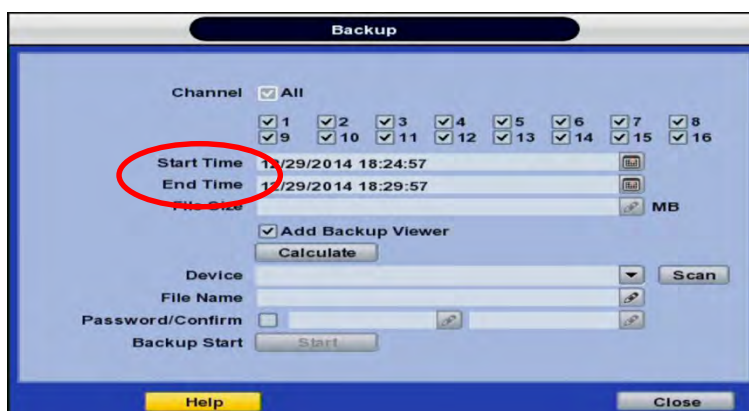 Backup
Channel All
1 2 3 4 5 6 7 8
9 10 11 12 13 14 15 16
Start Time 12/29/2014 18:24:57
End Time 12/29/2014 18:29:57
File Size MB
Add Backup Viewer
Calculate
Device Scan
File Name
Password/Confirm
Backup Start Start
Help Close